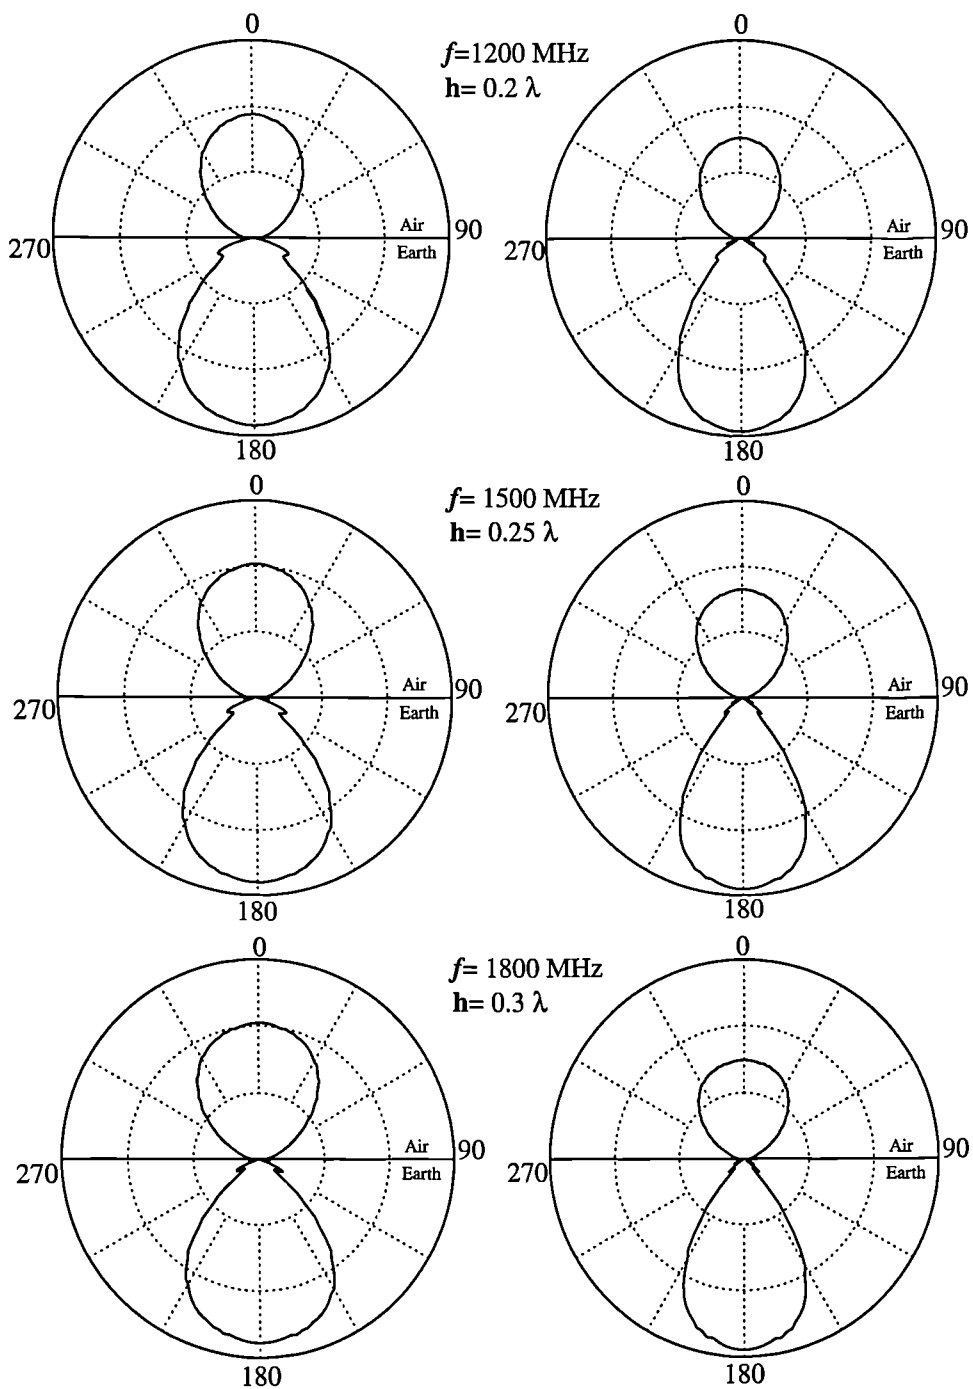 0
0
f=1200 MHz
h= 0.2 λ
Air
90
270
Earth
180
Air
90
270
Earth
180
0
0
f= 1500 MHz
h= 0.25 λ
Air
90
270
Earth
180
Air
90
270
Earth
180
0
0
f= 1800 MHz
h= 0.3 λ
Air
90
270
Earth
180
Air
90
270
Earth
180